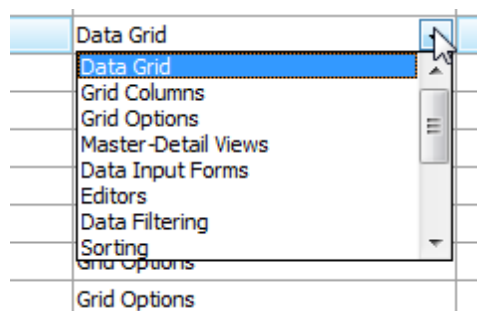 Data Grid
Data Grid
Grid Columns
Grid Options
Master-Detail Views
Data Input Forms
Editors
Data Filtering
Sorting
Grid Options
Grid Options